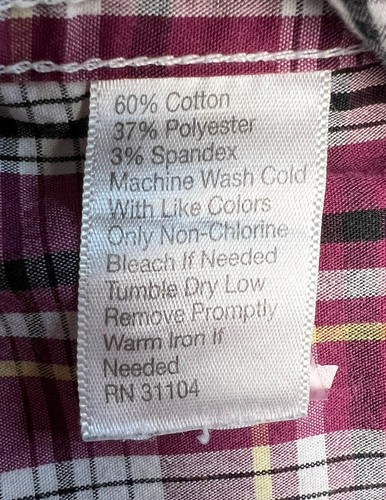 60% Cotton
37% Polyester
3% Spandex
Machine Wash Cold
With Like Colors
Only Non-Chlorine
Bleach If Needed
Tumble Dry Low
Remove Promptly
Warm Iron If
Needed
RN 31104